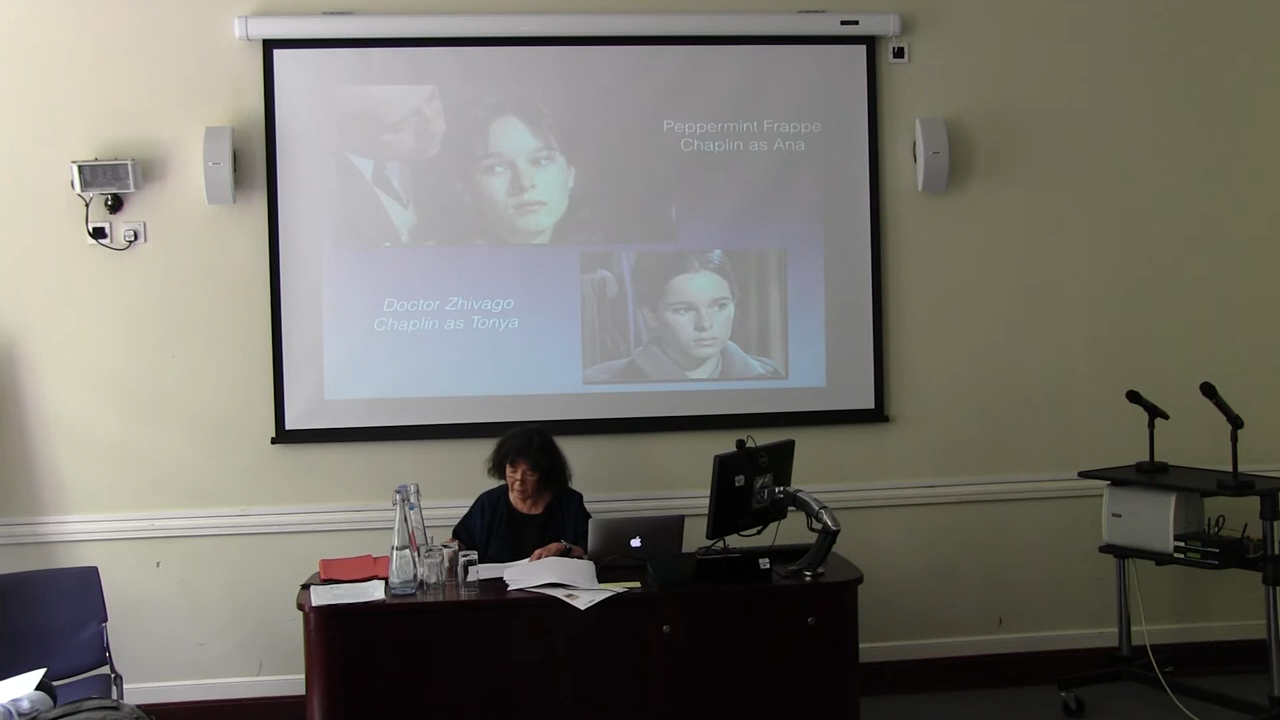 Peppermint Frappe
Chaplin as Ana
Doctor Zhivago
Chaplin as Tonya